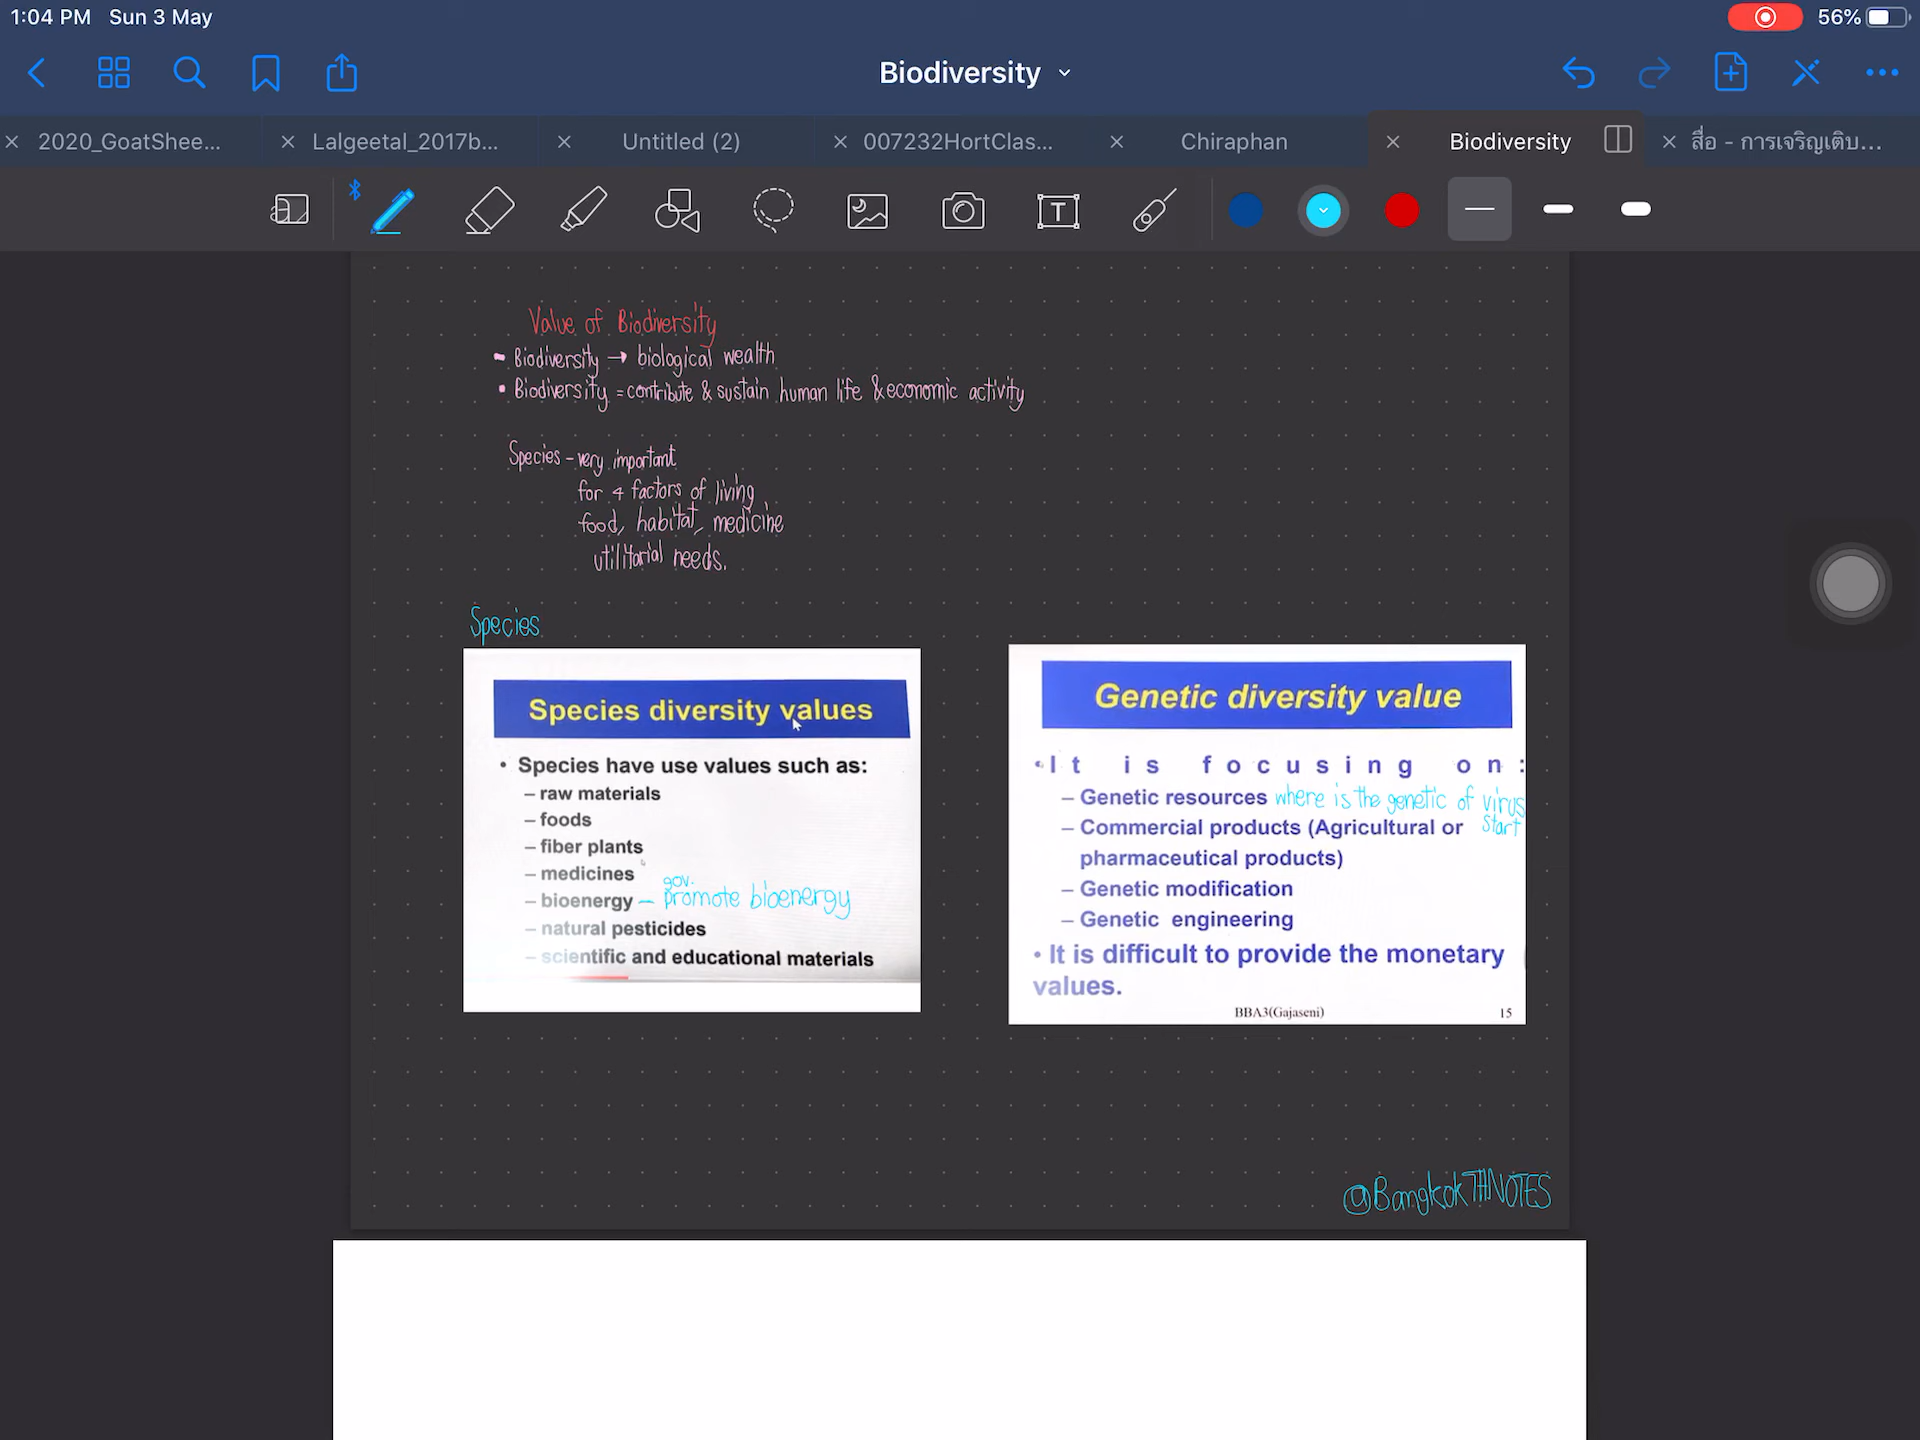 1:04 PM Sun 3 May
56%
Biodiversity
2020_GoatShee...
Lalgeetal_2017b...
Untitled (2)
007232HortClas...
Chiraphan
Biodiversity
สื่อ - การเจริญเติบ...
a
T
Value of Biodiversity
- Biodiversity → biological wealth
• Biodiversity = contribute & sustain human life & economic activity
Species - very important
for 4 factors of living
food, habitat, medicine
utilitarial needs.
Species
Species diversity values
• Species have use values such as:
– raw materials
– foods
– fiber plants
– medicines
gov.
– bioenergy – promote bioenergy
– natural pesticides
– scientific and educational materials
Genetic diversity value
• It is focusing on:
– Genetic resources where is the genetic of virus
start
– Commercial products (Agricultural or
pharmaceutical products)
– Genetic modification
– Genetic engineering
• It is difficult to provide the monetary
values.
BBA3(Gajaseni)
15
@BangkokTHNOTES